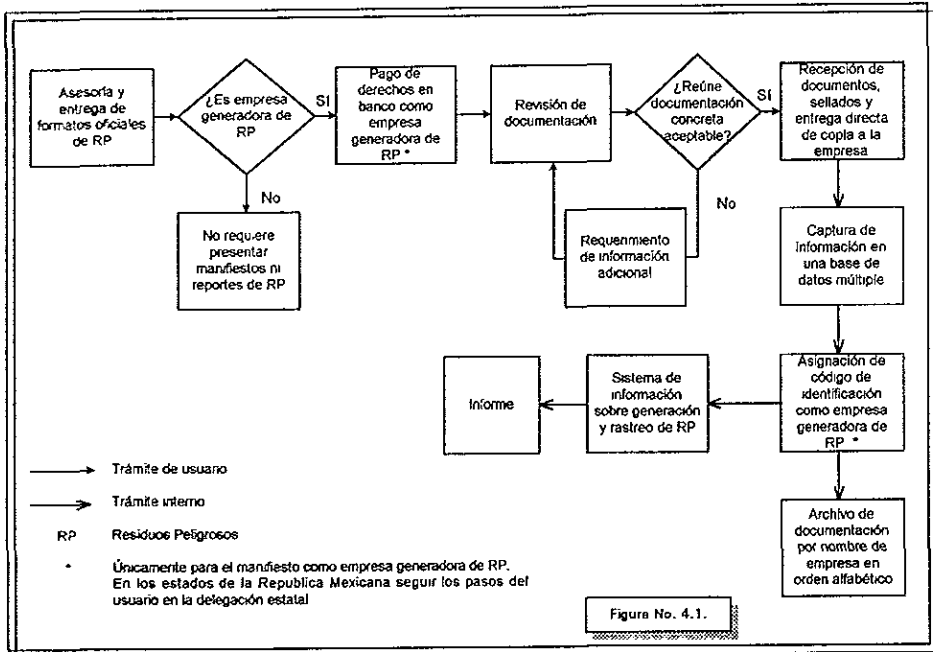 Asesoría y
entrega de
formatos oficiales
de RP
¿Es empresa
generadora de
RP
Sí
Pago de
derechos en
banco como
empresa
generadora de
RP *
Revisión de
documentación
¿Reúne
documentación
concreta
aceptable?
Sí
Recepción de
documentos,
sellados y
entrega directa
de copia a la
empresa
No
No requiere
presentar
manifiestos ni
reportes de RP
Requerimiento
de información
adicional
No
Captura de
Información en
una base de
datos múltiple
Informe
Sistema de
información
sobre generación
y rastreo de RP
Asignación de
código de
identificación
como empresa
generadora de
RP *
Trámite de usuario
Trámite interno
RP Residuos Peligrosos
* Únicamente para el manifiesto como empresa generadora de RP.
En los estados de la Republica Mexicana seguir los pasos del
usuario en la delegación estatal
Archivo de
documentación
por nombre de
empresa en
orden alfabético
Figura No. 4.1.